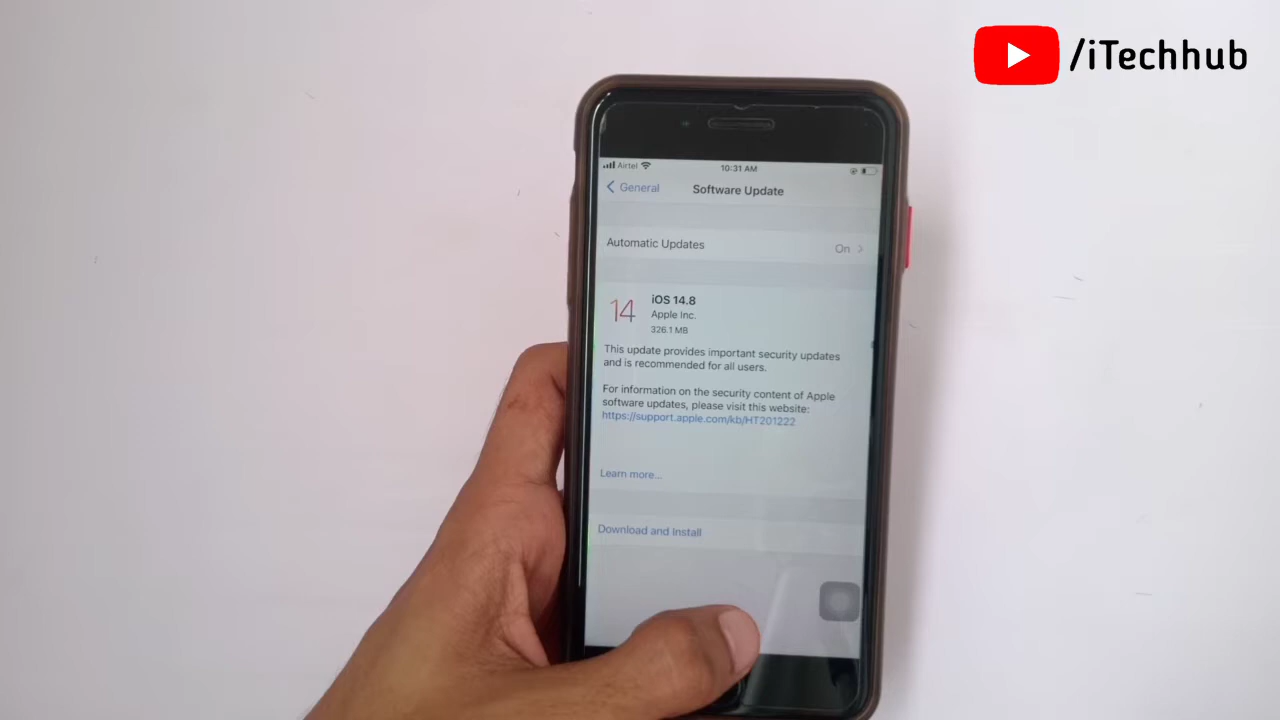 /iTechhub
Airtel
10:31 AM
General
Software Update
Automatic Updates
On
14
iOS 14.8
Apple Inc.
326.1 MB
This update provides important security updates
and is recommended for all users.
For information on the security content of Apple
software updates, please visit this website:
https://support.apple.com/kb/HT201222
Learn more...
Download and Install